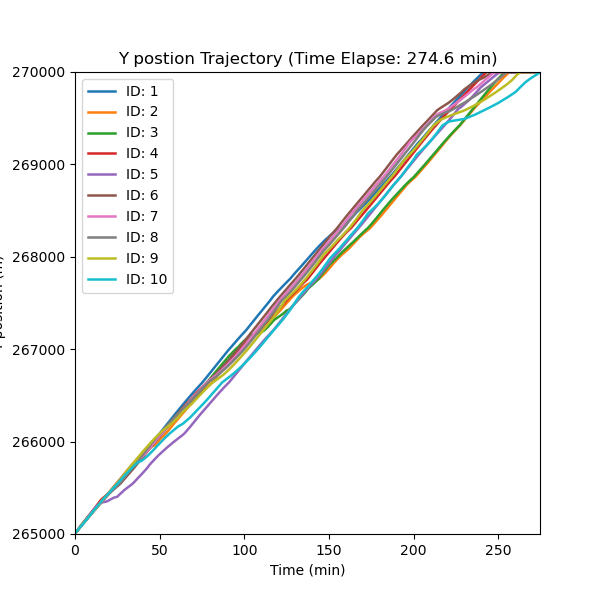 Y postion Trajectory (Time Elapse: 274.6 min)
270000
269000
268000
267000
266000
265000
ID: 1
ID: 2
ID: 3
ID: 4
ID: 5
ID: 6
ID: 7
ID: 8
ID: 9
ID: 10
0
50
100
150
200
250
Time (min)